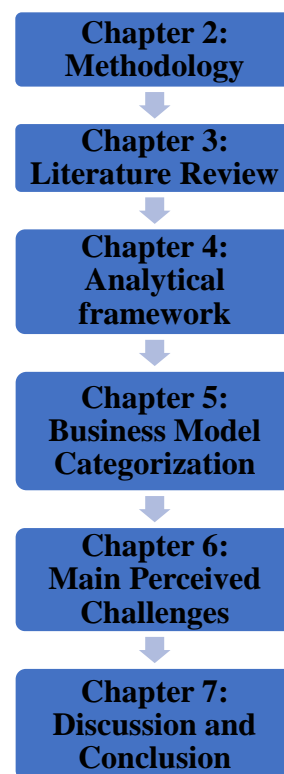 Chapter 2:
Methodology
Chapter 3:
Literature Review
Chapter 4:
Analytical
framework
Chapter 5:
Business Model
Categorization
Chapter 6:
Main Perceived
Challenges
Chapter 7:
Discussion and
Conclusion